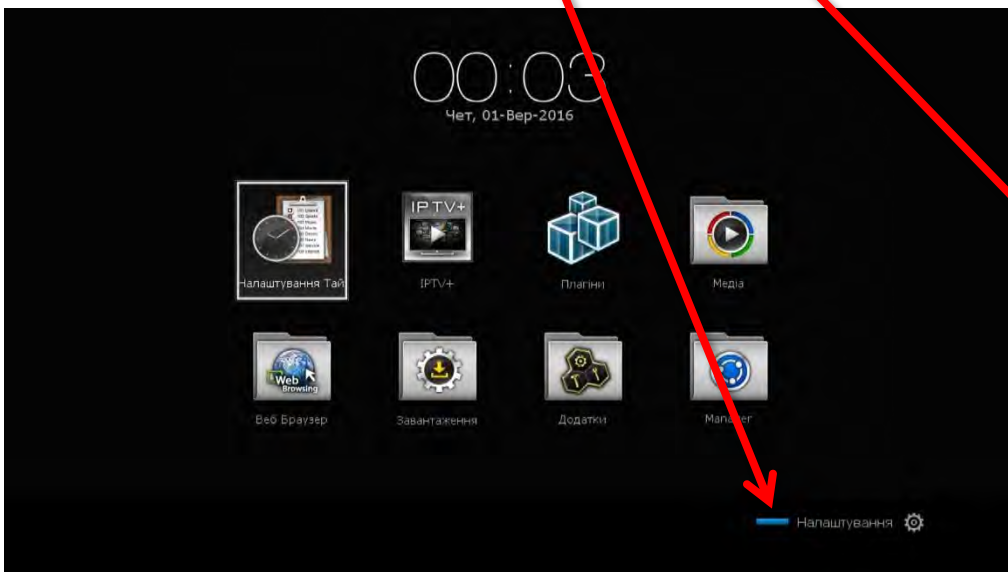 00:03
Чет, 01-Вер-2016
IPTV+
Налаштування Тай
IPTV+
Плагіни
Медіа
Web
Browsing
Веб Браузер
Завантаження
Додатки
Manager
Налаштування